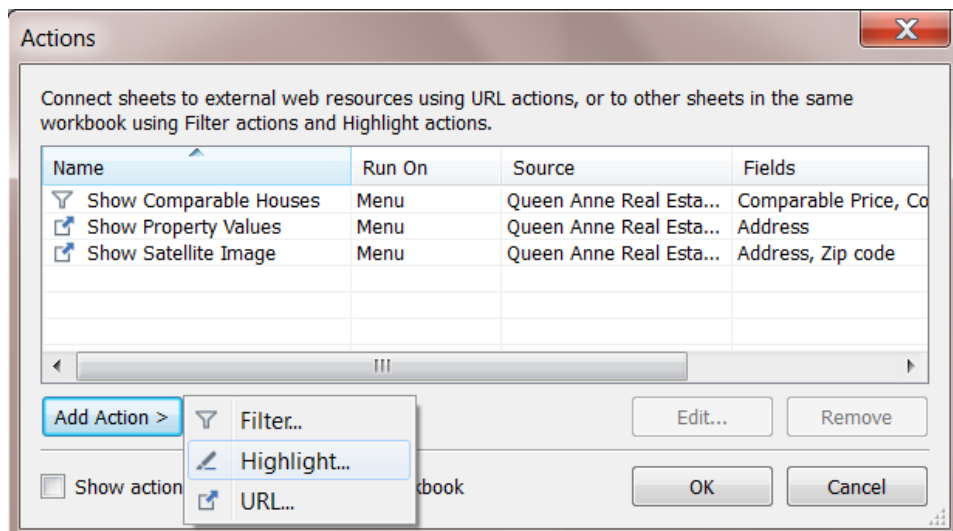 Actions
Connect sheets to external web resources using URL actions, or to other sheets in the same
workbook using Filter actions and Highlight actions.
Name Run On Source Fields
Show Comparable Houses Menu Queen Anne Real Esta... Comparable Price, Co
Show Property Values Menu Queen Anne Real Esta... Address
Show Satellite Image Menu Queen Anne Real Esta... Address, Zip code
Add Action > Filter... Edit... Remove
Highlight...
Show action kbook OK Cancel
URL...